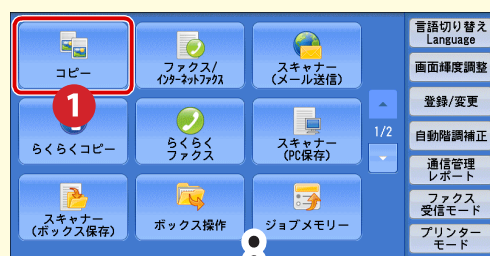 コピー
ファクス/
インターネットファクス
スキャナー
(メール送信)
1
らくらくコピー
らくらく
ファクス
スキャナー
(PC保存)
スキャナー
(ボックス保存)
ボックス操作
ジョブメモリー
1/2
言語切り替え
Language
画面輝度調整
登録/変更
自動階調補正
通信管理
レポート
ファクス
受信モード
プリンター
モード